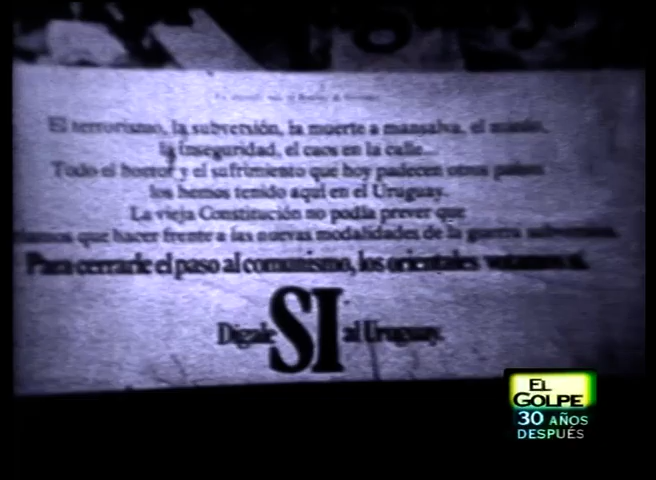 El terrorismo, la subversión, la muerte a mansalva, el miedo,
la inseguridad, el caos en la calle...
Todo el horror y el sufrimiento que hoy padecen otros países
los hemos tenido aquí en el Uruguay.
La vieja Constitución no podía prever que
que hacer frente a las nuevas modalidades de la guerra subversiva.
Para cerrarle el paso al comunismo, los orientales votamos sí.
Dígale SI al Uruguay.
EL
GOLPE
30 AÑOS
DESPUÉS